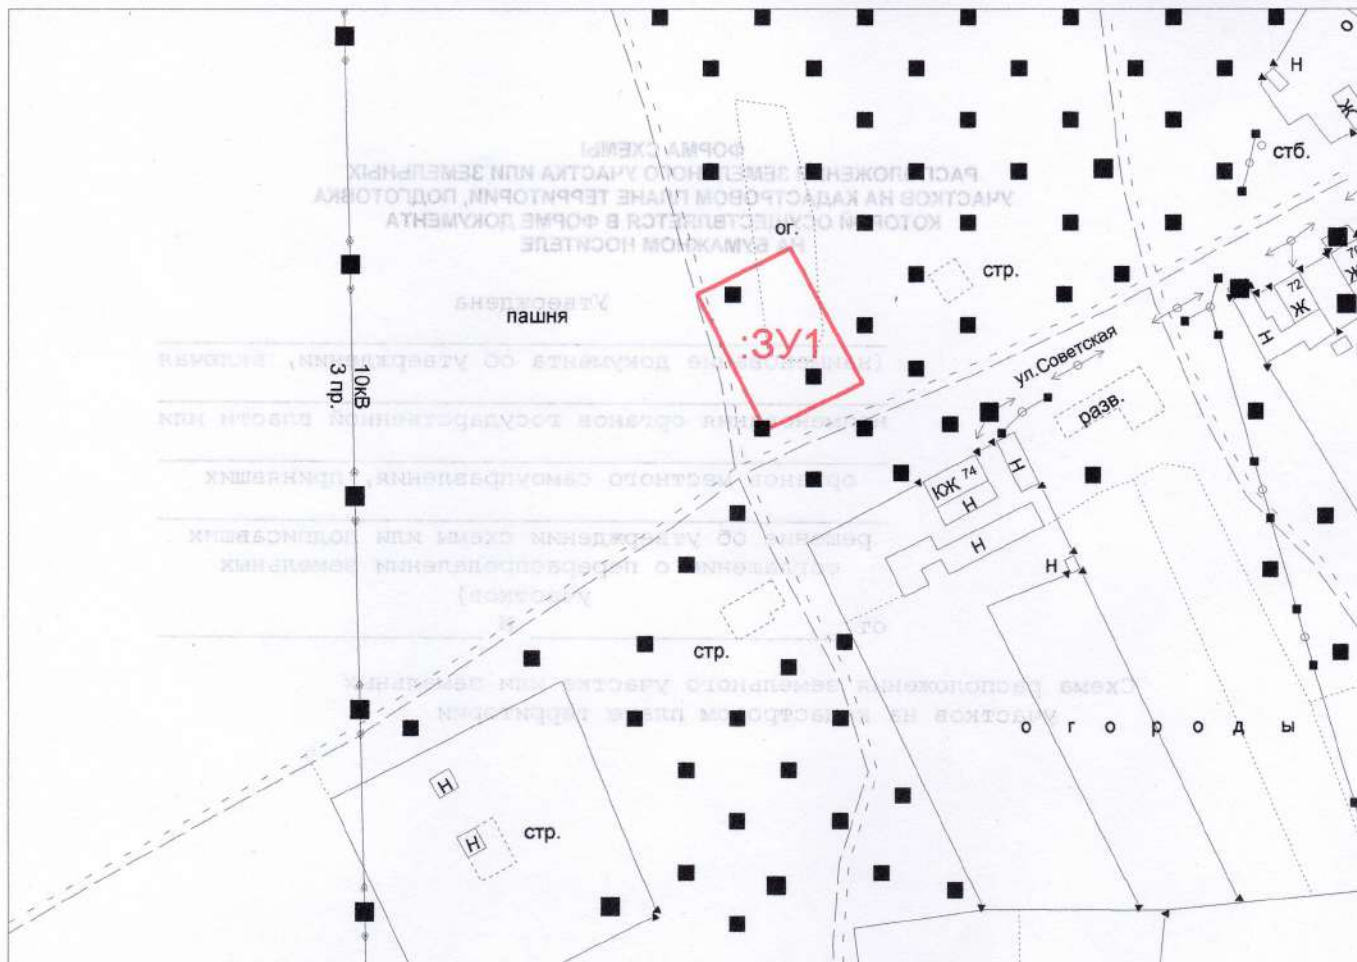 Н
Ж
стб.
ФОРМА СХЕМЫ
РАСПОЛОЖЕНИЯ ЗЕМЕЛЬНОГО УЧАСТКА ИЛИ ЗЕМЕЛЬНЫХ
УЧАСТКОВ НА КАДАСТРОВОМ ПЛАНЕ ТЕРРИТОРИИ, ПОДГОТОВКА
КОТОРОЙ ОСУЩЕСТВЛЯЕТСЯ В ФОРМЕ ДОКУМЕНТА
НА БУМАЖНОМ НОСИТЕЛЕ
ог.
стр.
70
Ж
72
Ж
Н
Утверждена
пашня
:ЗУ1
ул.Советская
(наименование документа об утверждении, включая
10кВ
3 пр.
разв.
наименования органов государственной власти или
74
КЖ
Н
Н
Н
Н
органов местного самоуправления, принявших
решение об утверждении схемы или подписавших
соглашение о перераспределении земельных
участков)
от N
стр.
Схема расположения земельного участка или земельных
участков на кадастровом плане территории
огороды
Н
Н
стр.